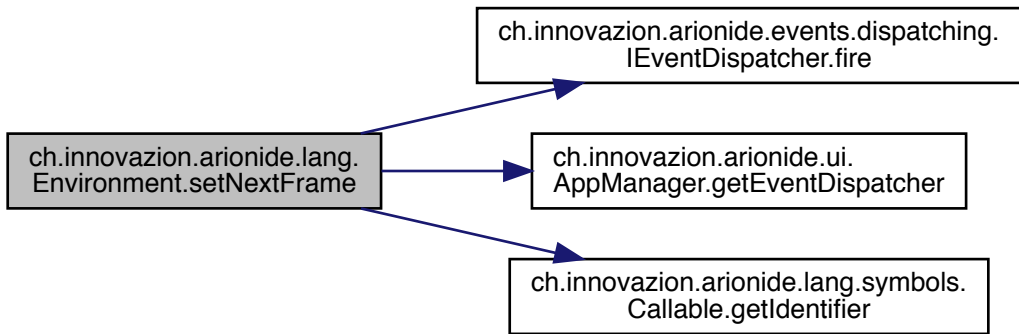 ch.innovazion.arionide.events.dispatching.
IEventDispatcher.fire
ch.innovazion.arionide.lang.
Environment.setNextFrame
ch.innovazion.arionide.ui.
AppManager.getEventDispatcher
ch.innovazion.arionide.lang.symbols.
Callable.getIdentifier